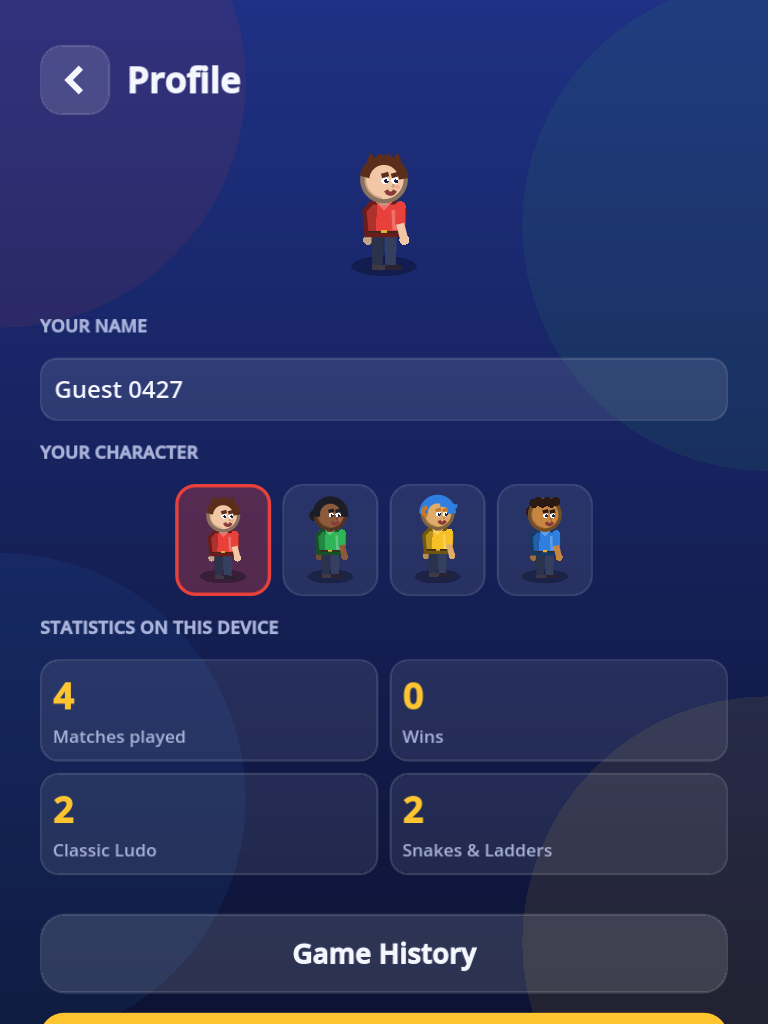 Profile
YOUR NAME
Guest 0427
YOUR CHARACTER
STATISTICS ON THIS DEVICE
4
Matches played
0
Wins
2
Classic Ludo
2
Snakes & Ladders
Game History